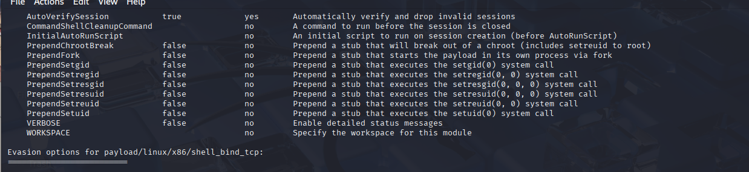 File Actions Edit View Help
AutoVerifySession true yes Automatically verify and drop invalid sessions
CommandShellCleanupCommand no A command to run before the session is closed
InitialAutoRunScript no An initial script to run on session creation (before AutoRunScript)
PrependChrootBreak false no Prepend a stub that will break out of a chroot (includes setreuid to root)
PrependFork false no Prepend a stub that starts the payload in its own process via fork
PrependSetgid false no Prepend a stub that executes the setgid(0) system call
PrependSetregid false no Prepend a stub that executes the setregid(0, 0) system call
PrependSetresgid false no Prepend a stub that executes the setresgid(0, 0, 0) system call
PrependSetresuid false no Prepend a stub that executes the setresuid(0, 0, 0) system call
PrependSetreuid false no Prepend a stub that executes the setreuid(0, 0) system call
PrependSetuid false no Prepend a stub that executes the setuid(0) system call
VERBOSE false no Enable detailed status messages
WORKSPACE no Specify the workspace for this module
Evasion options for payload/linux/x86/shell_bind_tcp: